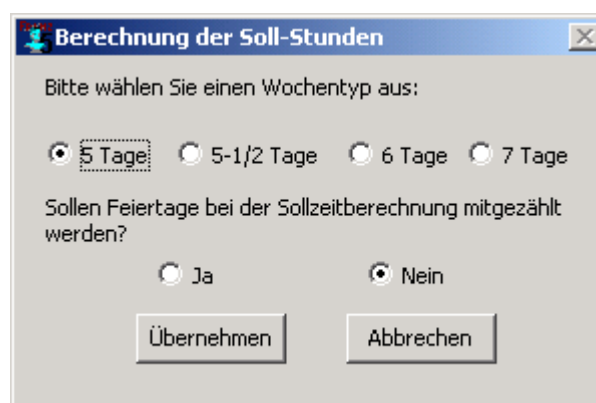 Berechnung der Soll-Stunden
Bitte wählen Sie einen Wochentyp aus:
5 Tage 5-1/2 Tage 6 Tage 7 Tage
Sollen Feiertage bei der Sollzeitberechnung mitgezählt
werden?
Ja Nein
Übernehmen Abbrechen